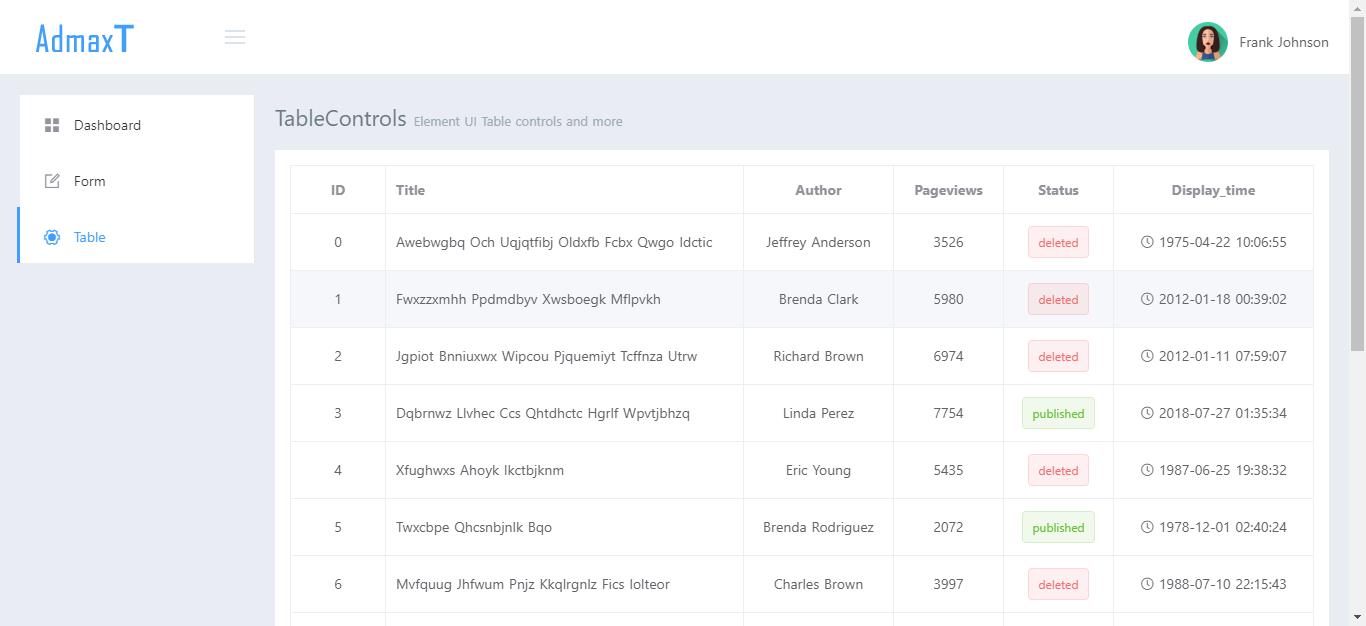 AdmaxT
Frank Johnson
Dashboard
Form
Table
TableControls Element UI Table controls and more
ID Title Author Pageviews Status Display_time
0 Awebwgbq Och Uqjqtfibj Oldxfb Fcbx Qwgo Idctic Jeffrey Anderson 3526 deleted 1975-04-22 10:06:55
1 Fwxzzxmhh Ppdmdbyv Xwsboegk Mflpvkh Brenda Clark 5980 deleted 2012-01-18 00:39:02
2 Jgpiot Bnniuxwx Wipcou Pjquemiyt Tcffnza Utrw Richard Brown 6974 deleted 2012-01-11 07:59:07
3 Dqbrnwz Llvhec Ccs Qhtdhctc Hgrlf Wpvtjbhzq Linda Perez 7754 published 2018-07-27 01:35:34
4 Xfughwxs Ahoyk Ikctbjknm Eric Young 5435 deleted 1987-06-25 19:38:32
5 Twxcbpe Qhcsnbjnlk Bqo Brenda Rodriguez 2072 published 1978-12-01 02:40:24
6 Mvfquug Jhfwum Pnjz Kkqlrgnlz Fics Iolteor Charles Brown 3997 deleted 1988-07-10 22:15:43